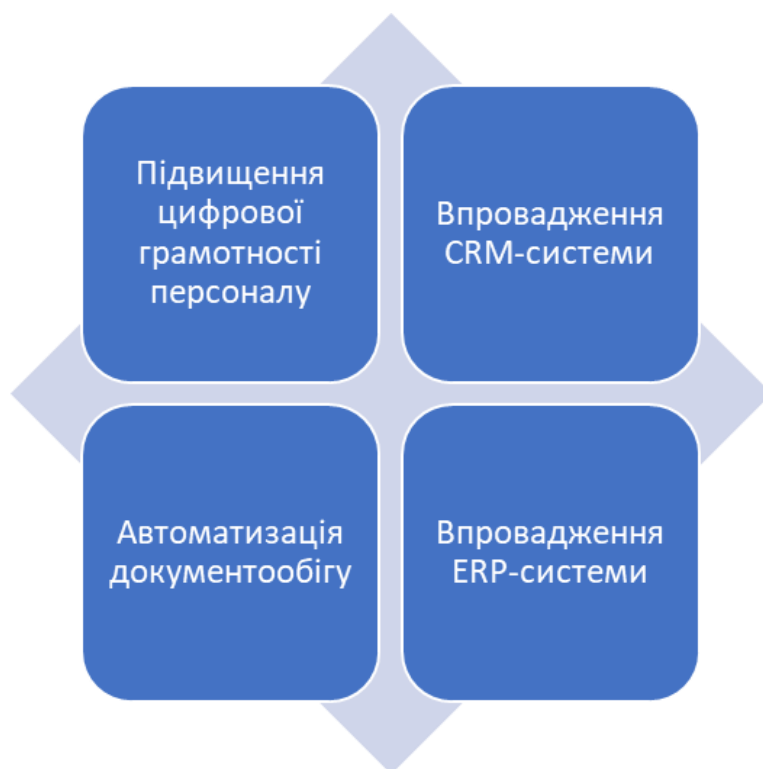 Підвищення
цифрової
грамотності
персоналу
Впровадження
CRM-системи
Автоматизація
документообігу
Впровадження
ERP-системи